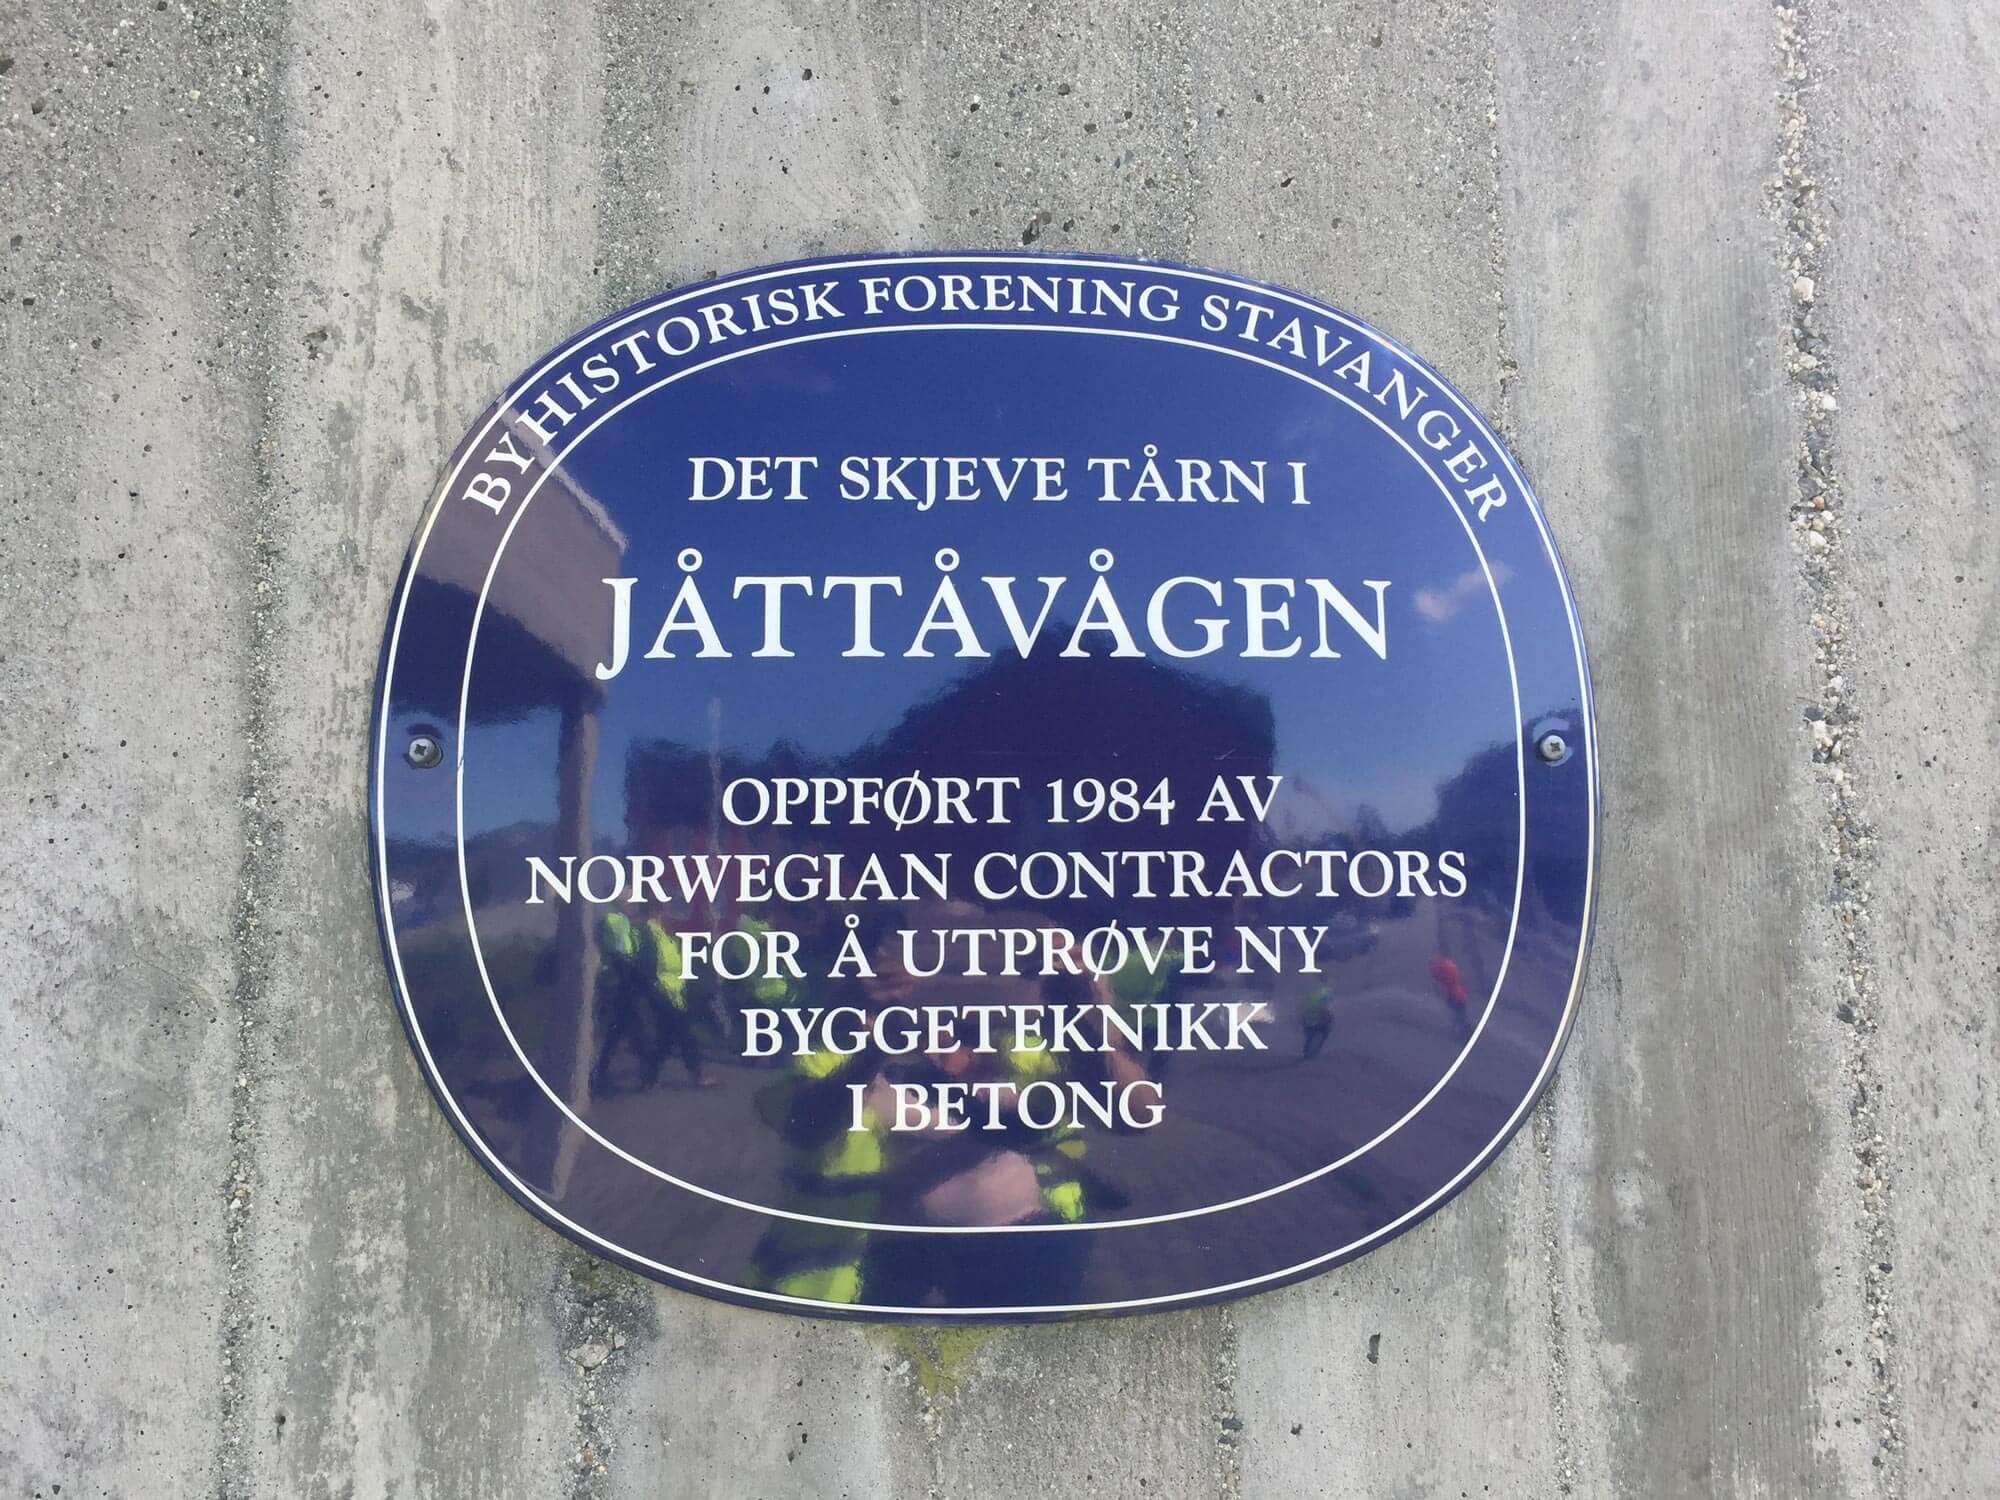 BYHISTORISK FORENING STAVANGER
DET SKJEVE TÅRN I
JÅTTÅVÅGEN
OPPFØRT 1984 AV
NORWEGIAN CONTRACTORS
FOR Å UTPRØVE NY
BYGGETEKNIKK
I BETONG